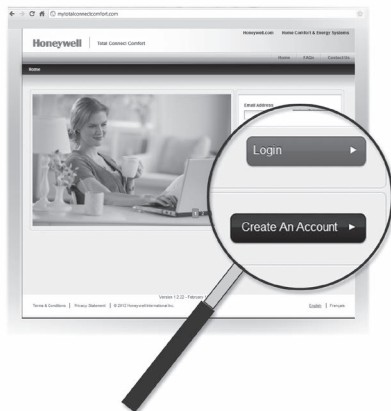 mytotalconnectcomfort.com
Honeywell.com Home Comfort & Energy Systems
Honeywell Total Connect Comfort
Home FAQs Contact Us
Home
Email Address
Login
Create An Account
Version 1.2.22 - February
Terms & Conditions Privacy Statement © 2012 Honeywell International Inc. English Français